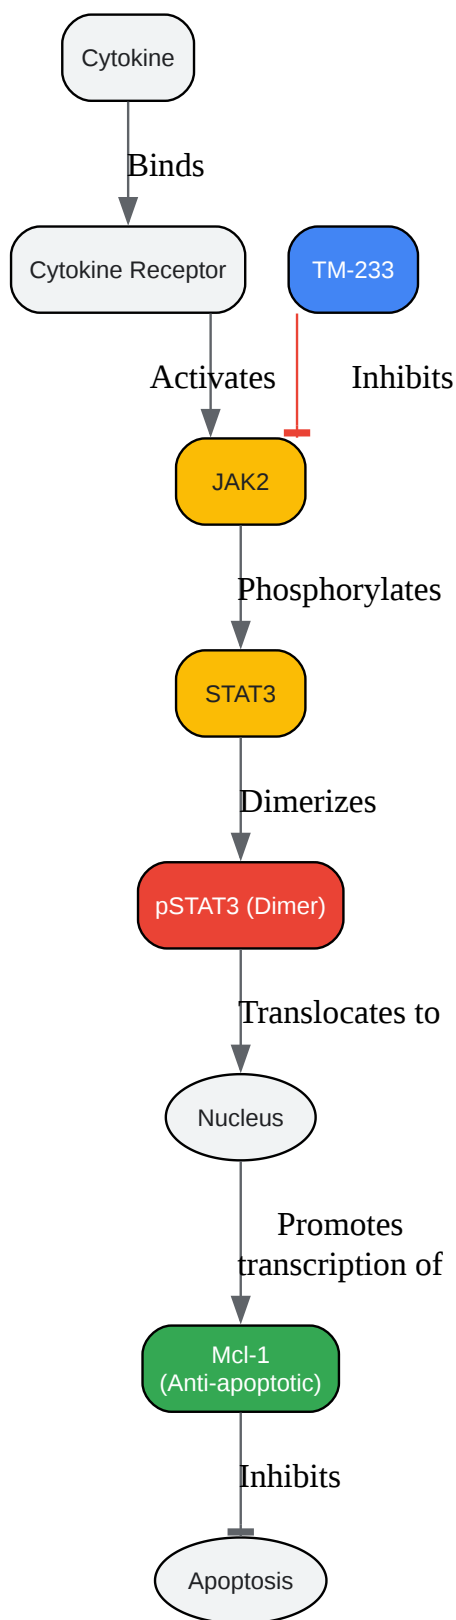 Cytokine
Binds
Cytokine Receptor
TM-233
Activates
Inhibits
JAK2
Phosphorylates
STAT3
Dimerizes
pSTAT3 (Dimer)
Translocates to
Nucleus
Promotes
transcription of
Mcl-1
(Anti-apoptotic)
Inhibits
Apoptosis